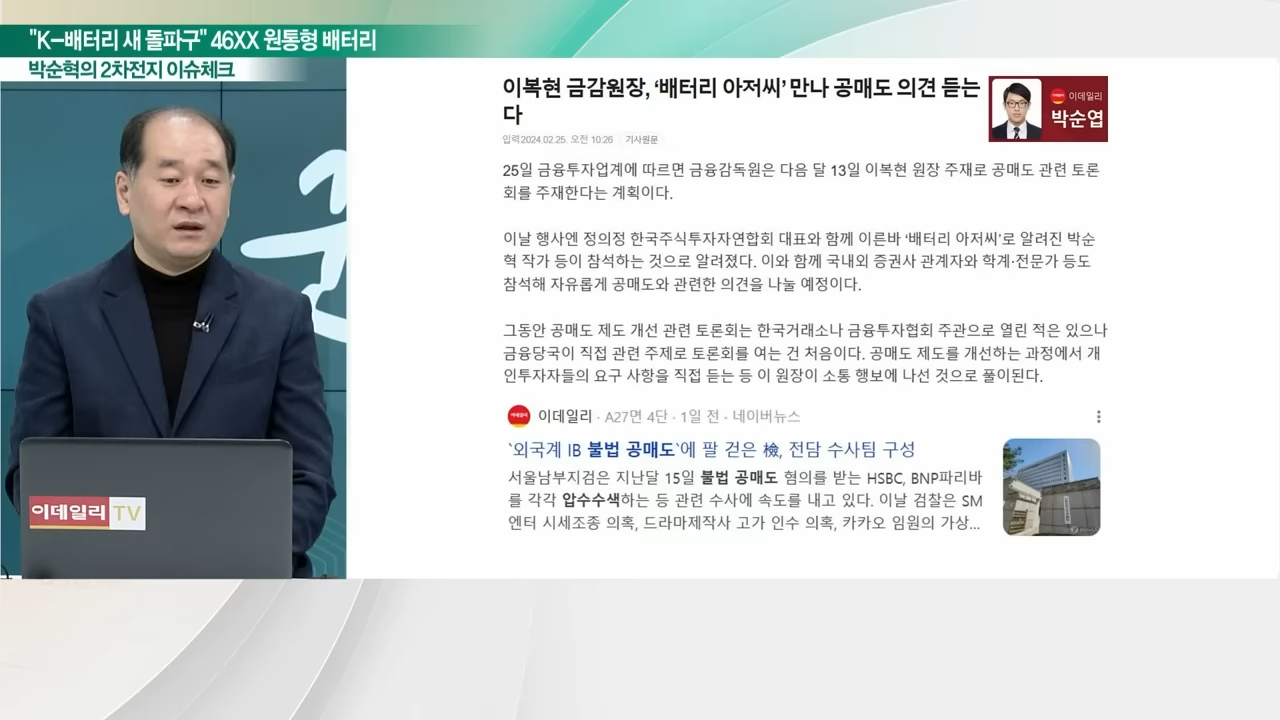 "K-배터리 새 돌파구" 46XX 원통형 배터리
박순혁의 2차전지 이슈체크
이복현 금감원장, ‘배터리 아저씨’ 만나 공매도 의견 듣는
다
입력2024.02.25. 오전 10:26 기사원문
이데일리
박순엽
25일 금융투자업계에 따르면 금융감독원은 다음 달 13일 이복현 원장 주재로 공매도 관련 토론
회를 주재한다는 계획이다.
이날 행사엔 정의정 한국주식투자자연합회 대표와 함께 이른바 ‘배터리 아저씨’로 알려진 박순
혁 작가 등이 참석하는 것으로 알려졌다. 이와 함께 국내외 증권사 관계자와 학계·전문가 등도
참석해 자유롭게 공매도와 관련한 의견을 나눌 예정이다.
그동안 공매도 제도 개선 관련 토론회는 한국거래소나 금융투자협회 주관으로 열린 적은 있으나
금융당국이 직접 관련 주제로 토론회를 여는 건 처음이다. 공매도 제도를 개선하는 과정에서 개
인투자자들의 요구 사항을 직접 듣는 등 이 원장이 소통 행보에 나선 것으로 풀이된다.
이데일리 · A27면 4단 · 1일 전 · 네이버뉴스
`외국계 IB 불법 공매도`에 팔 걷은 檢, 전담 수사팀 구성
서울남부지검은 지난달 15일 불법 공매도 혐의를 받는 HSBC, BNP파리바
를 각각 압수수색하는 등 관련 수사에 속도를 내고 있다. 이날 검찰은 SM
엔터 시세조종 의혹, 드라마제작사 고가 인수 의혹, 카카오 임원의 가상...
이데일리 TV